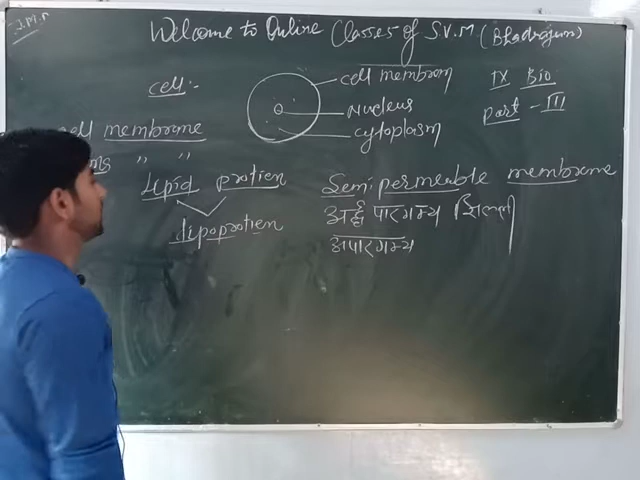 J.P.J.
Welcome to Online Classes of S.V.M (Bhadrajun)
IX Bio
Part - III
cell :-
cell membram
Nucleus
cytoplasm
cell membrane
" "
Lipid protien
Lipoprotien
Semi permeable membrane
अर्द्ध पारगम्य झिल्ली
अपारगम्य